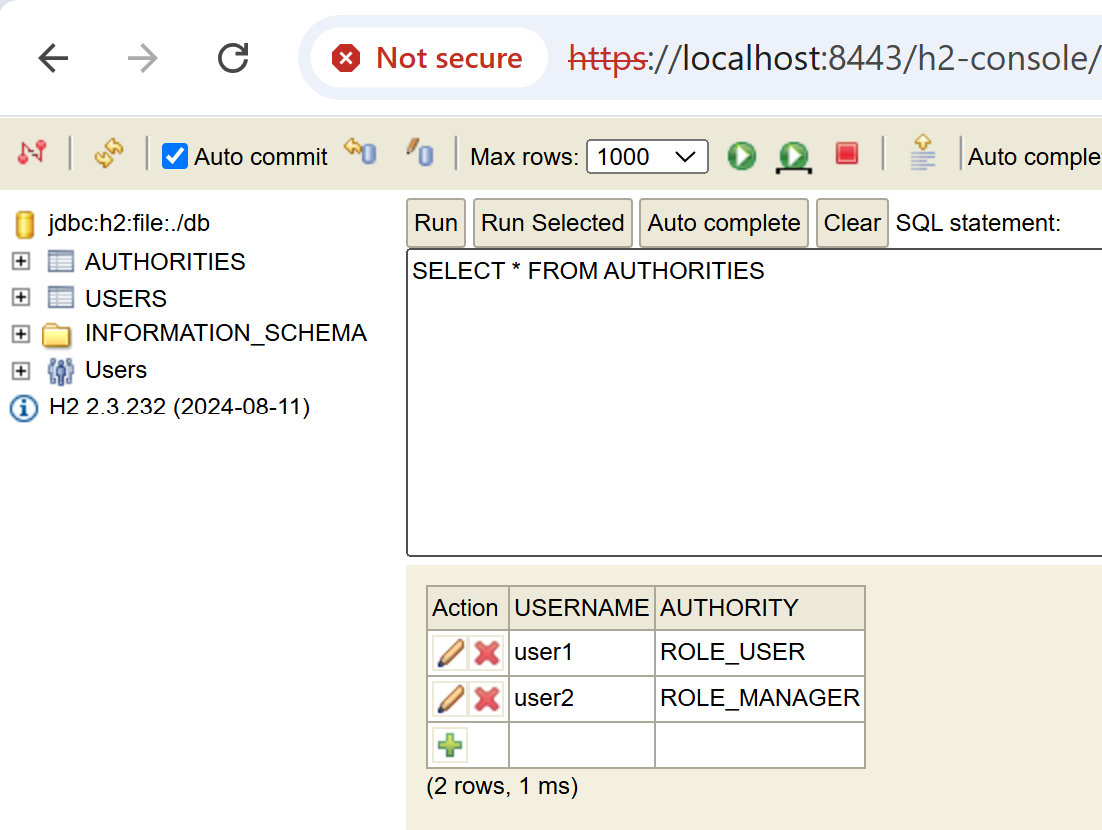 Not secure https://localhost:8443/h2-console/
Auto commit Max rows: 1000 Auto comple
jdbc:h2:file:./db
AUTHORITIES
USERS
INFORMATION_SCHEMA
Users
H2 2.3.232 (2024-08-11)
Run Run Selected Auto complete Clear SQL statement:
SELECT * FROM AUTHORITIES
Action USERNAME AUTHORITY
user1 ROLE_USER
user2 ROLE_MANAGER
(2 rows, 1 ms)